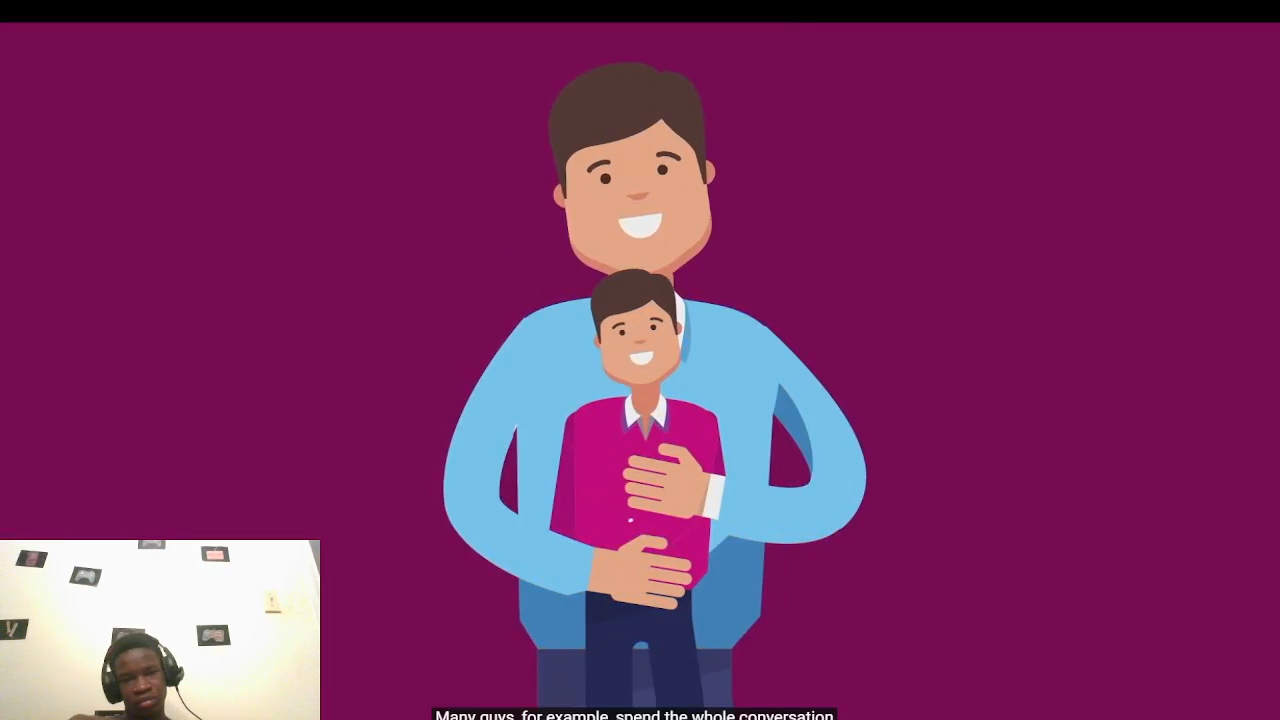 Many guys, for example, spend the whole conversation